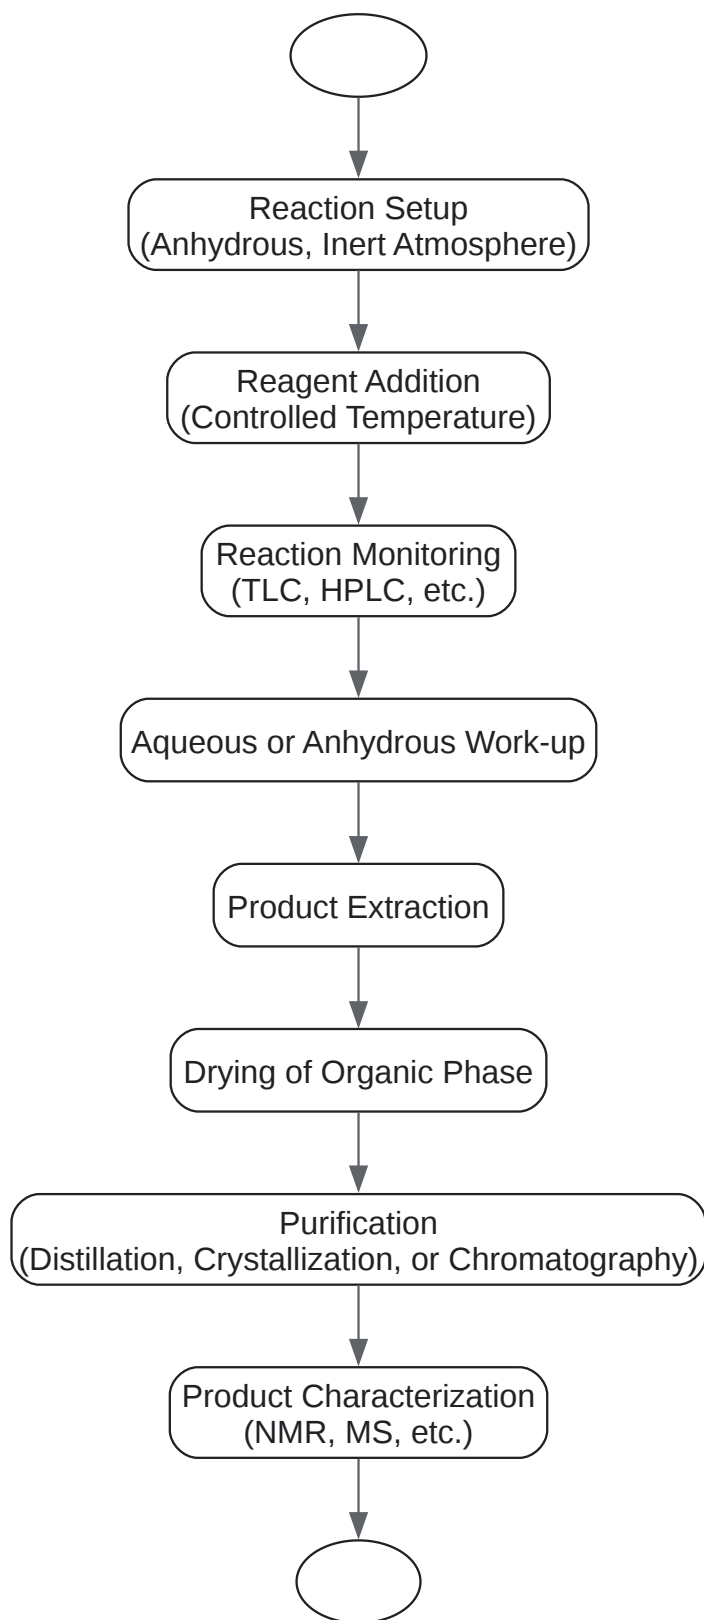 Reaction Setup
(Anhydrous, Inert Atmosphere)
Reagent Addition
(Controlled Temperature)
Reaction Monitoring
(TLC, HPLC, etc.)
Aqueous or Anhydrous Work-up
Product Extraction
Drying of Organic Phase
Purification
(Distillation, Crystallization, or Chromatography)
Product Characterization
(NMR, MS, etc.)